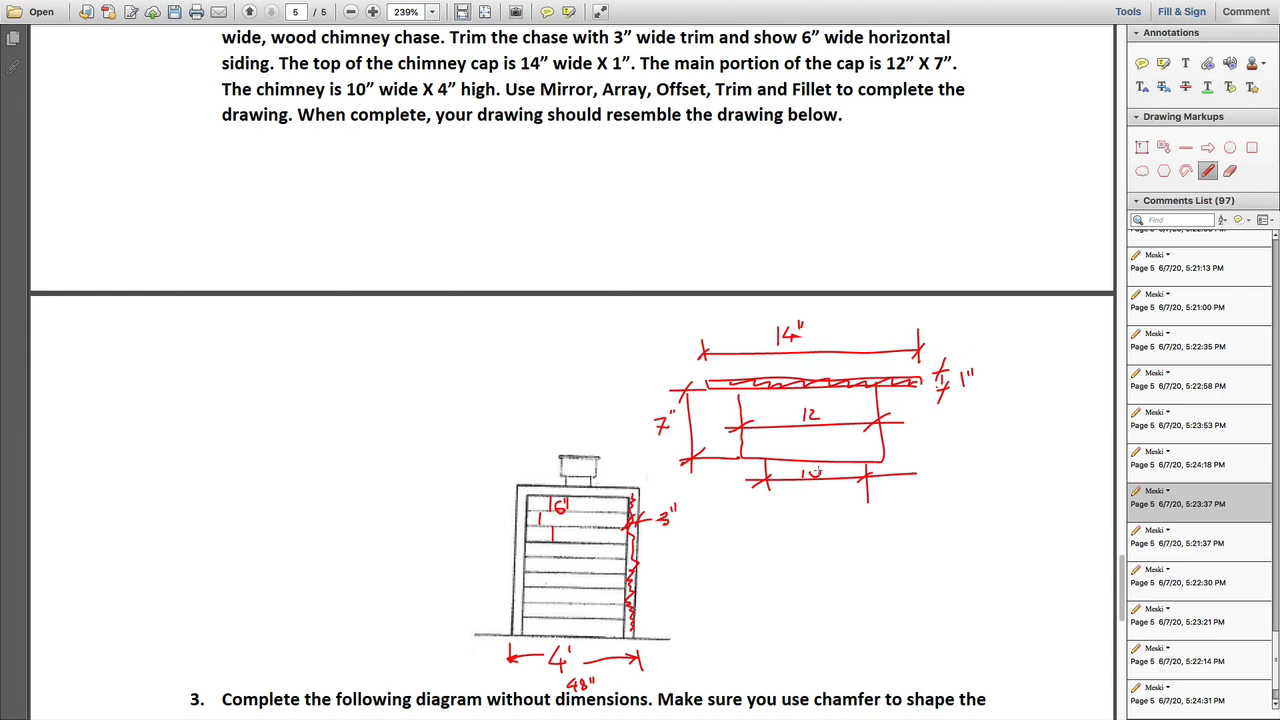 Open
5 / 5
239%
Tools
Fill & Sign
Comment
wide, wood chimney chase. Trim the chase with 3” wide trim and show 6” wide horizontal
siding. The top of the chimney cap is 14” wide X 1”. The main portion of the cap is 12” X 7”.
The chimney is 10” wide X 4” high. Use Mirror, Array, Offset, Trim and Fillet to complete the
drawing. When complete, your drawing should resemble the drawing below.
14"
1"
7"
12
10
6"
3"
4'
48"
3. Complete the following diagram without dimensions. Make sure you use chamfer to shape the
Annotations
Drawing Markups
Comments List (97)
Find
Meski
Page 5 6/7/20, 5:21:13 PM
Meski
Page 5 6/7/20, 5:21:00 PM
Meski
Page 5 6/7/20, 5:22:35 PM
Meski
Page 5 6/7/20, 5:22:58 PM
Meski
Page 5 6/7/20, 5:23:53 PM
Meski
Page 5 6/7/20, 5:24:18 PM
Meski
Page 5 6/7/20, 5:23:37 PM
Meski
Page 5 6/7/20, 5:21:37 PM
Meski
Page 5 6/7/20, 5:22:30 PM
Meski
Page 5 6/7/20, 5:23:21 PM
Meski
Page 5 6/7/20, 5:22:14 PM
Meski
Page 5 6/7/20, 5:24:31 PM